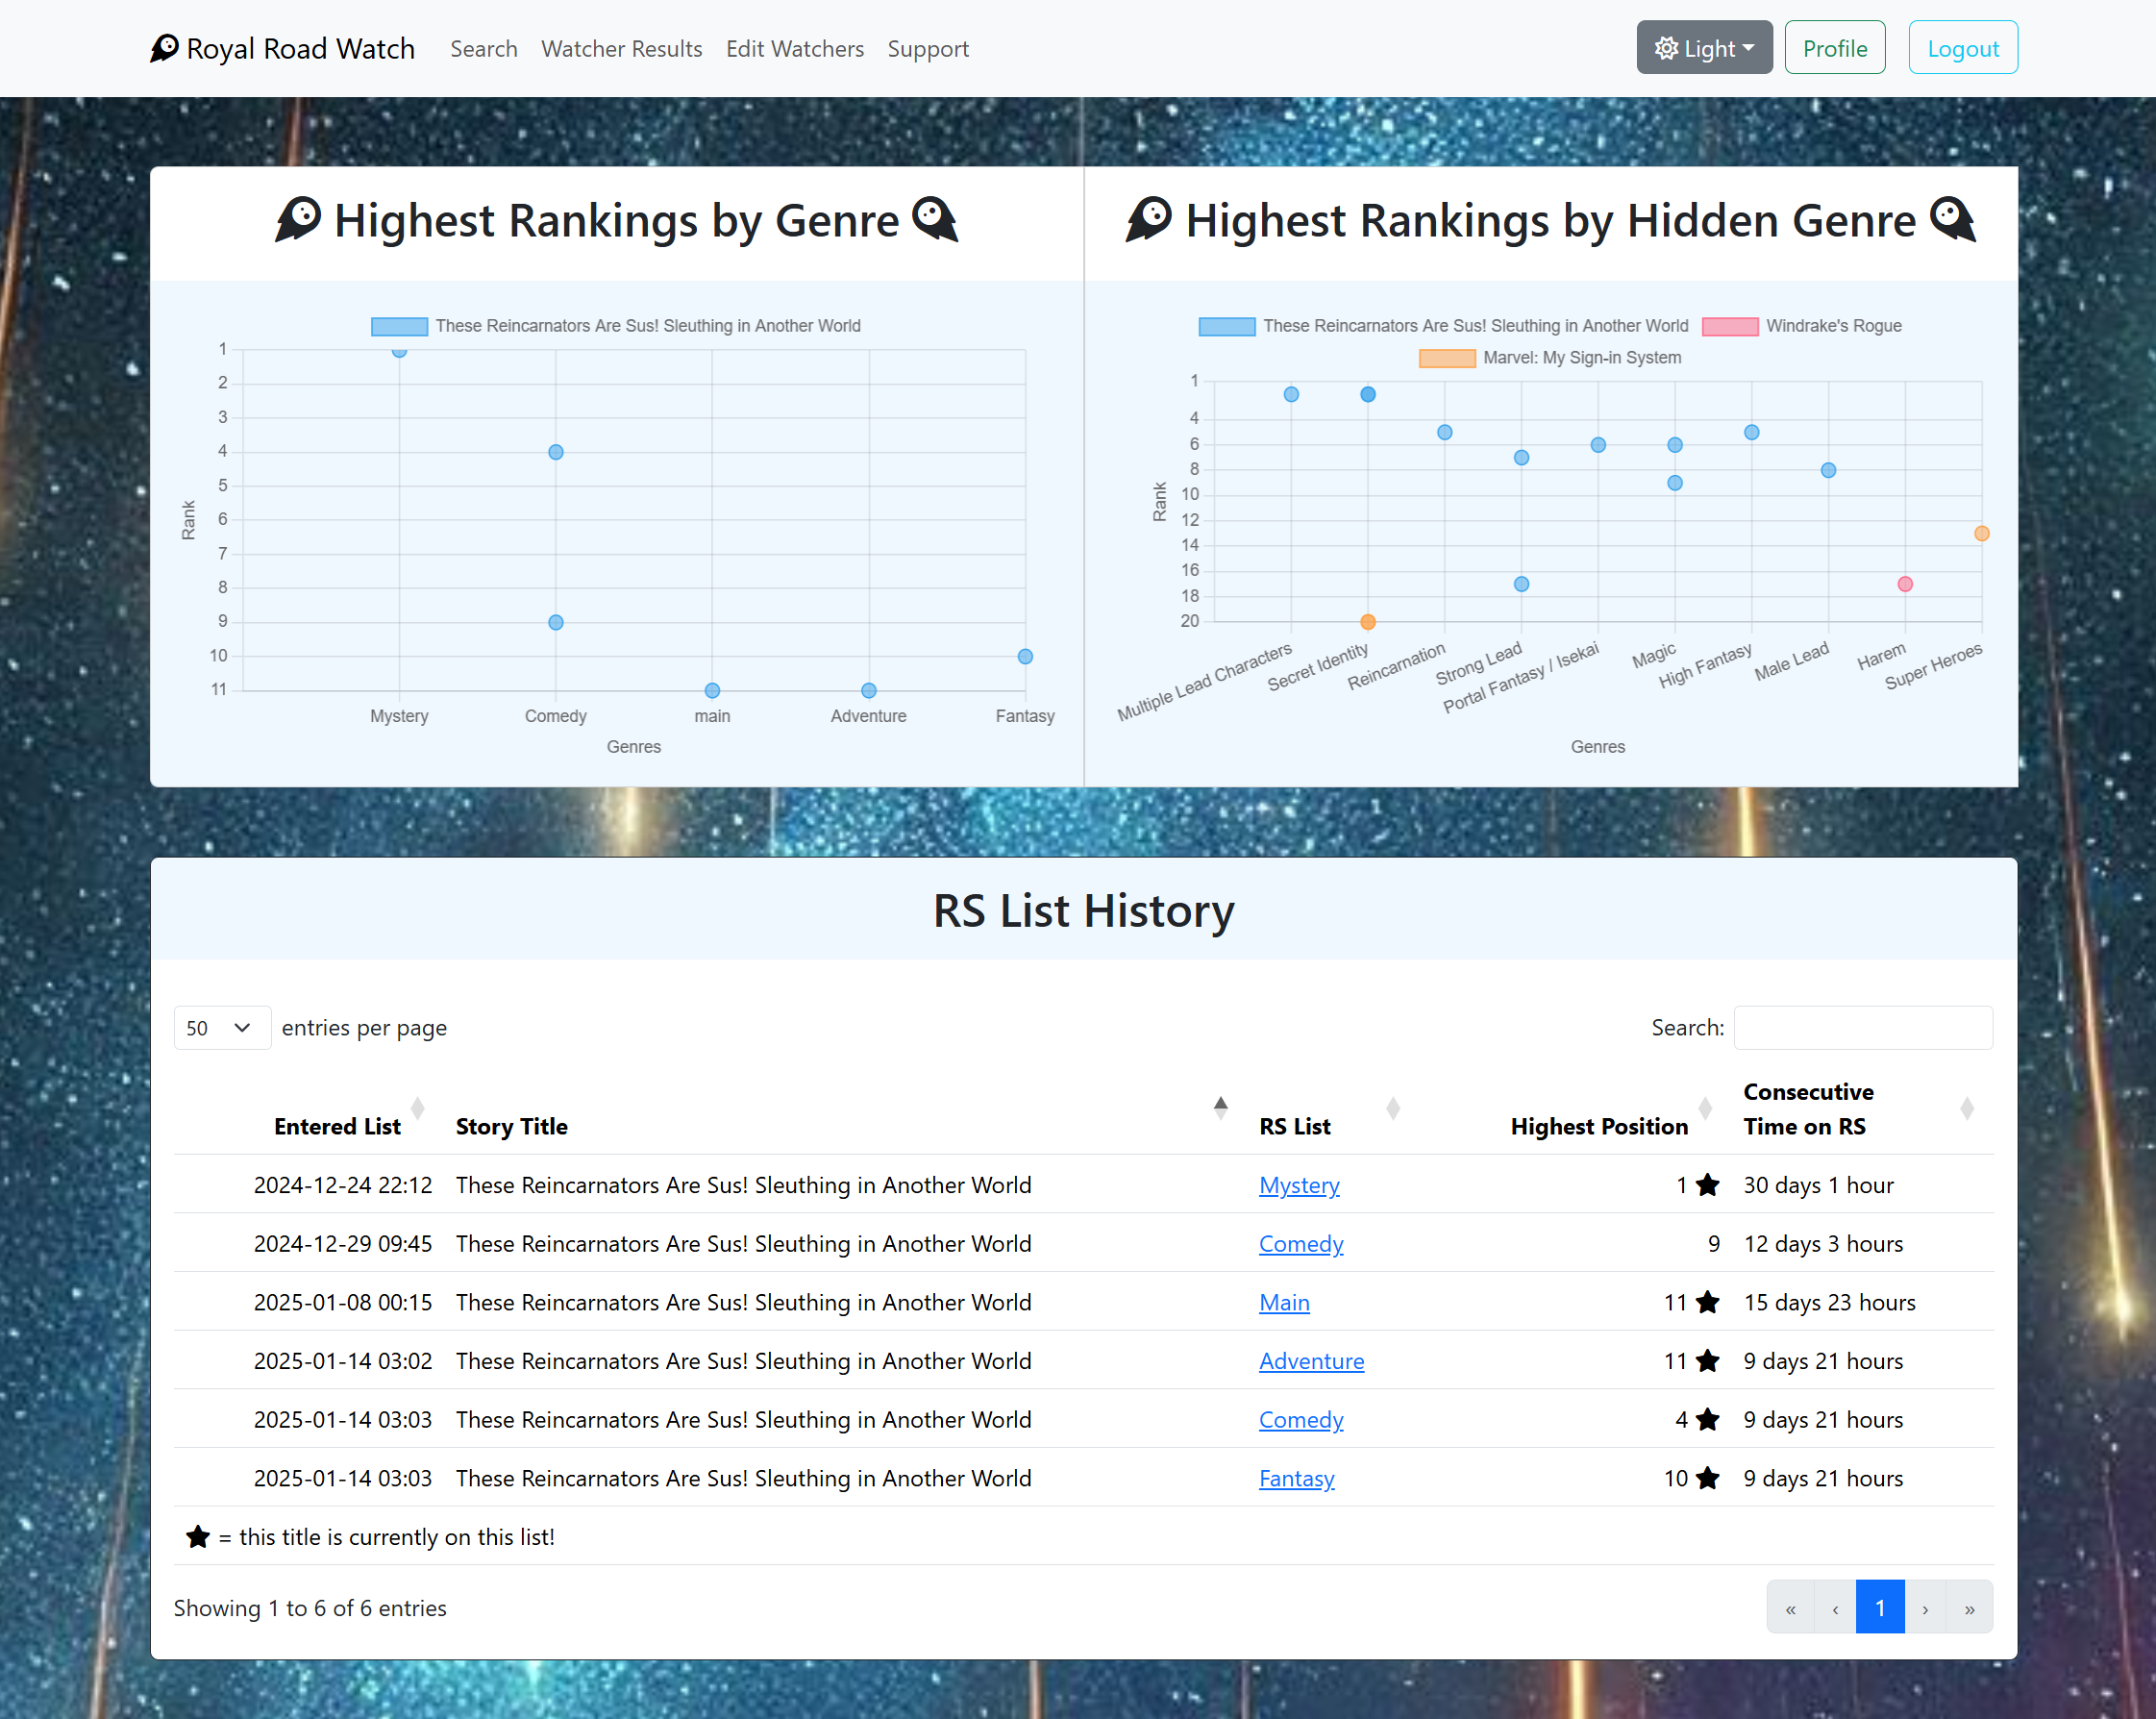 Royal Road Watch Search Watcher Results Edit Watchers Support Light Profile Logout
Highest Rankings by Genre
These Reincarnators Are Sus! Sleuthing in Another World
1
2
3
4
5
6
7
8
9
10
11
Rank
Mystery Comedy main Adventure Fantasy
Genres
Highest Rankings by Hidden Genre
These Reincarnators Are Sus! Sleuthing in Another World Windrake's Rogue
Marvel: My Sign-in System
1
4
6
8
10
12
14
16
18
20
Rank
Multiple Lead Characters Secret Identity Reincarnation Strong Lead Portal Fantasy / Isekai Magic High Fantasy Male Lead Harem Super Heroes
Genres
RS List History
50 entries per page Search:
Entered List Story Title RS List Highest Position Consecutive
Time on RS
2024-12-24 22:12 These Reincarnators Are Sus! Sleuthing in Another World Mystery 1 ★ 30 days 1 hour
2024-12-29 09:45 These Reincarnators Are Sus! Sleuthing in Another World Comedy 9 12 days 3 hours
2025-01-08 00:15 These Reincarnators Are Sus! Sleuthing in Another World Main 11 ★ 15 days 23 hours
2025-01-14 03:02 These Reincarnators Are Sus! Sleuthing in Another World Adventure 11 ★ 9 days 21 hours
2025-01-14 03:03 These Reincarnators Are Sus! Sleuthing in Another World Comedy 4 ★ 9 days 21 hours
2025-01-14 03:03 These Reincarnators Are Sus! Sleuthing in Another World Fantasy 10 ★ 9 days 21 hours
★ = this title is currently on this list!
Showing 1 to 6 of 6 entries « ‹ 1 › »